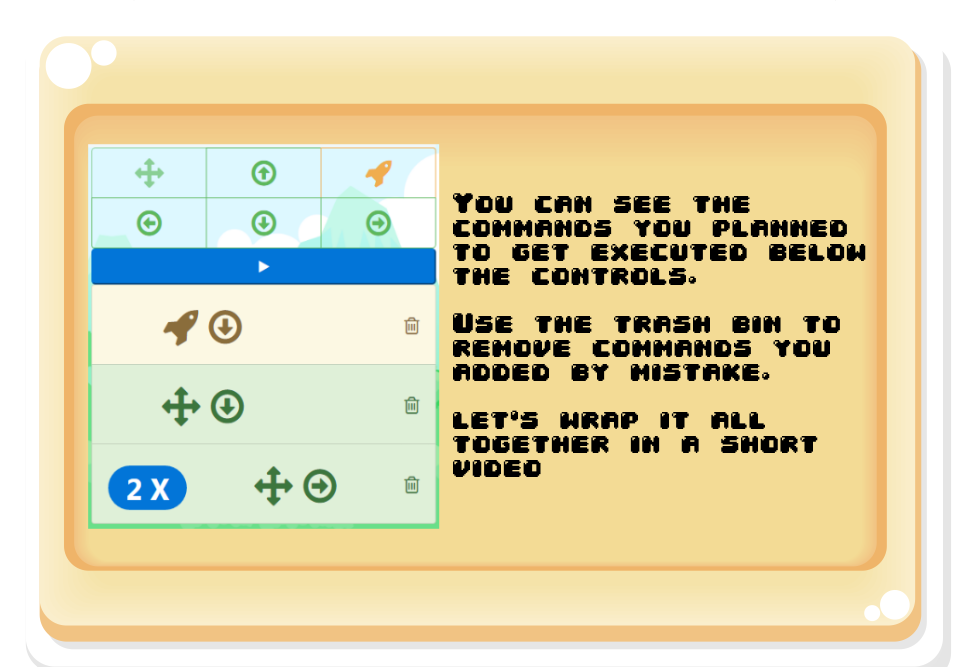 2 X
You can see the
commands you planned
to get executed below
the controls.
Use the trash bin to
remove commands you
added by mistake.
let's wrap it all
together in a short
video